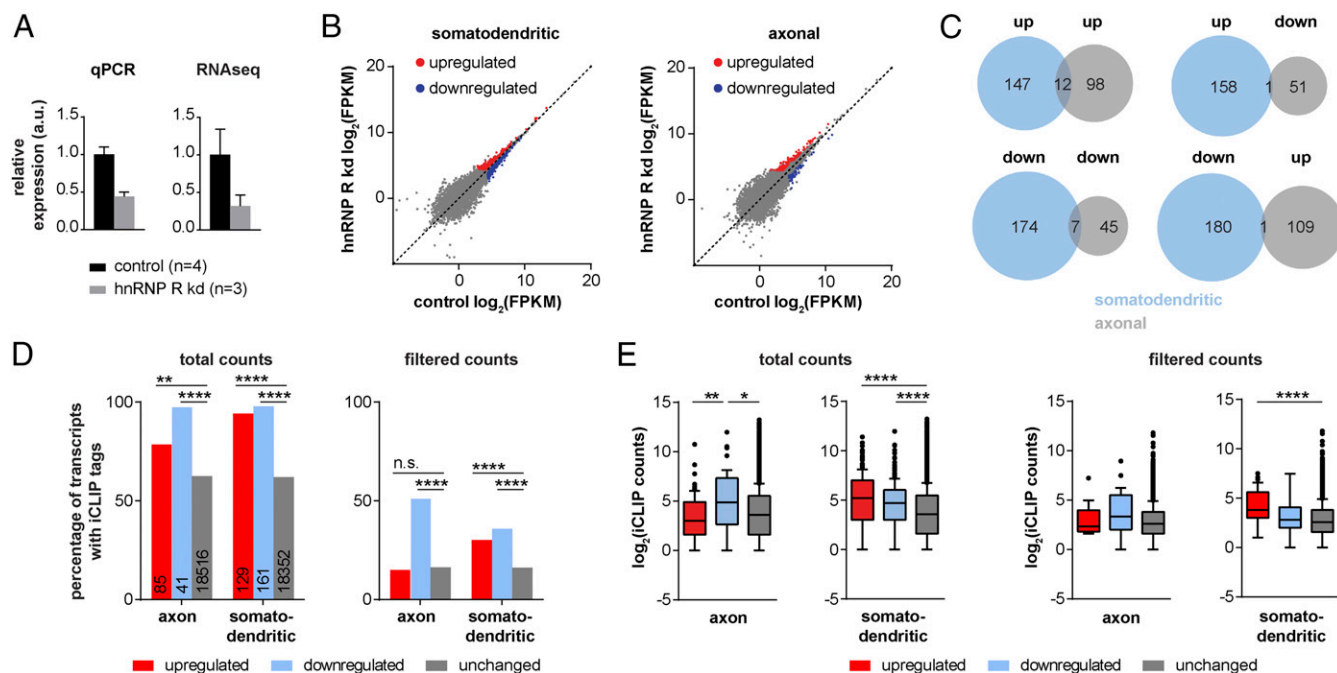 A
qPCR RNAseq
relative
expression (a.u.)
1.5
1.0
0.5
0.0
1.5
1.0
0.5
0.0
control (n=4)
hnRNP R kd (n=3)
B
somatodendritic
upregulated
downregulated
hnRNP R kd log2(FPKM)
20
10
0
0 10 20
control log2(FPKM)
axonal
upregulated
downregulated
hnRNP R kd log2(FPKM)
20
10
0
0 10 20
control log2(FPKM)
C
up up
147 12 98
up down
158 1 51
down down
174 7 45
down up
180 1 109
somatodendritic
axonal
D
total counts
percentage of transcripts
with iCLIP tags
** ****
**** ****
100
50
0
85 41 18516 129 161 18352
axon somato-
dendritic
filtered counts
100
50
0
n.s. ****
**** ****
axon somato-
dendritic
upregulated downregulated unchanged
E
total counts
log2(iCLIP counts)
15
10
5
0
-5
** *
axon
15
10
5
0
-5
****
****
somato-
dendritic
filtered counts
log2(iCLIP counts)
15
10
5
0
-5
axon
15
10
5
0
-5
****
somato-
dendritic
upregulated downregulated unchanged